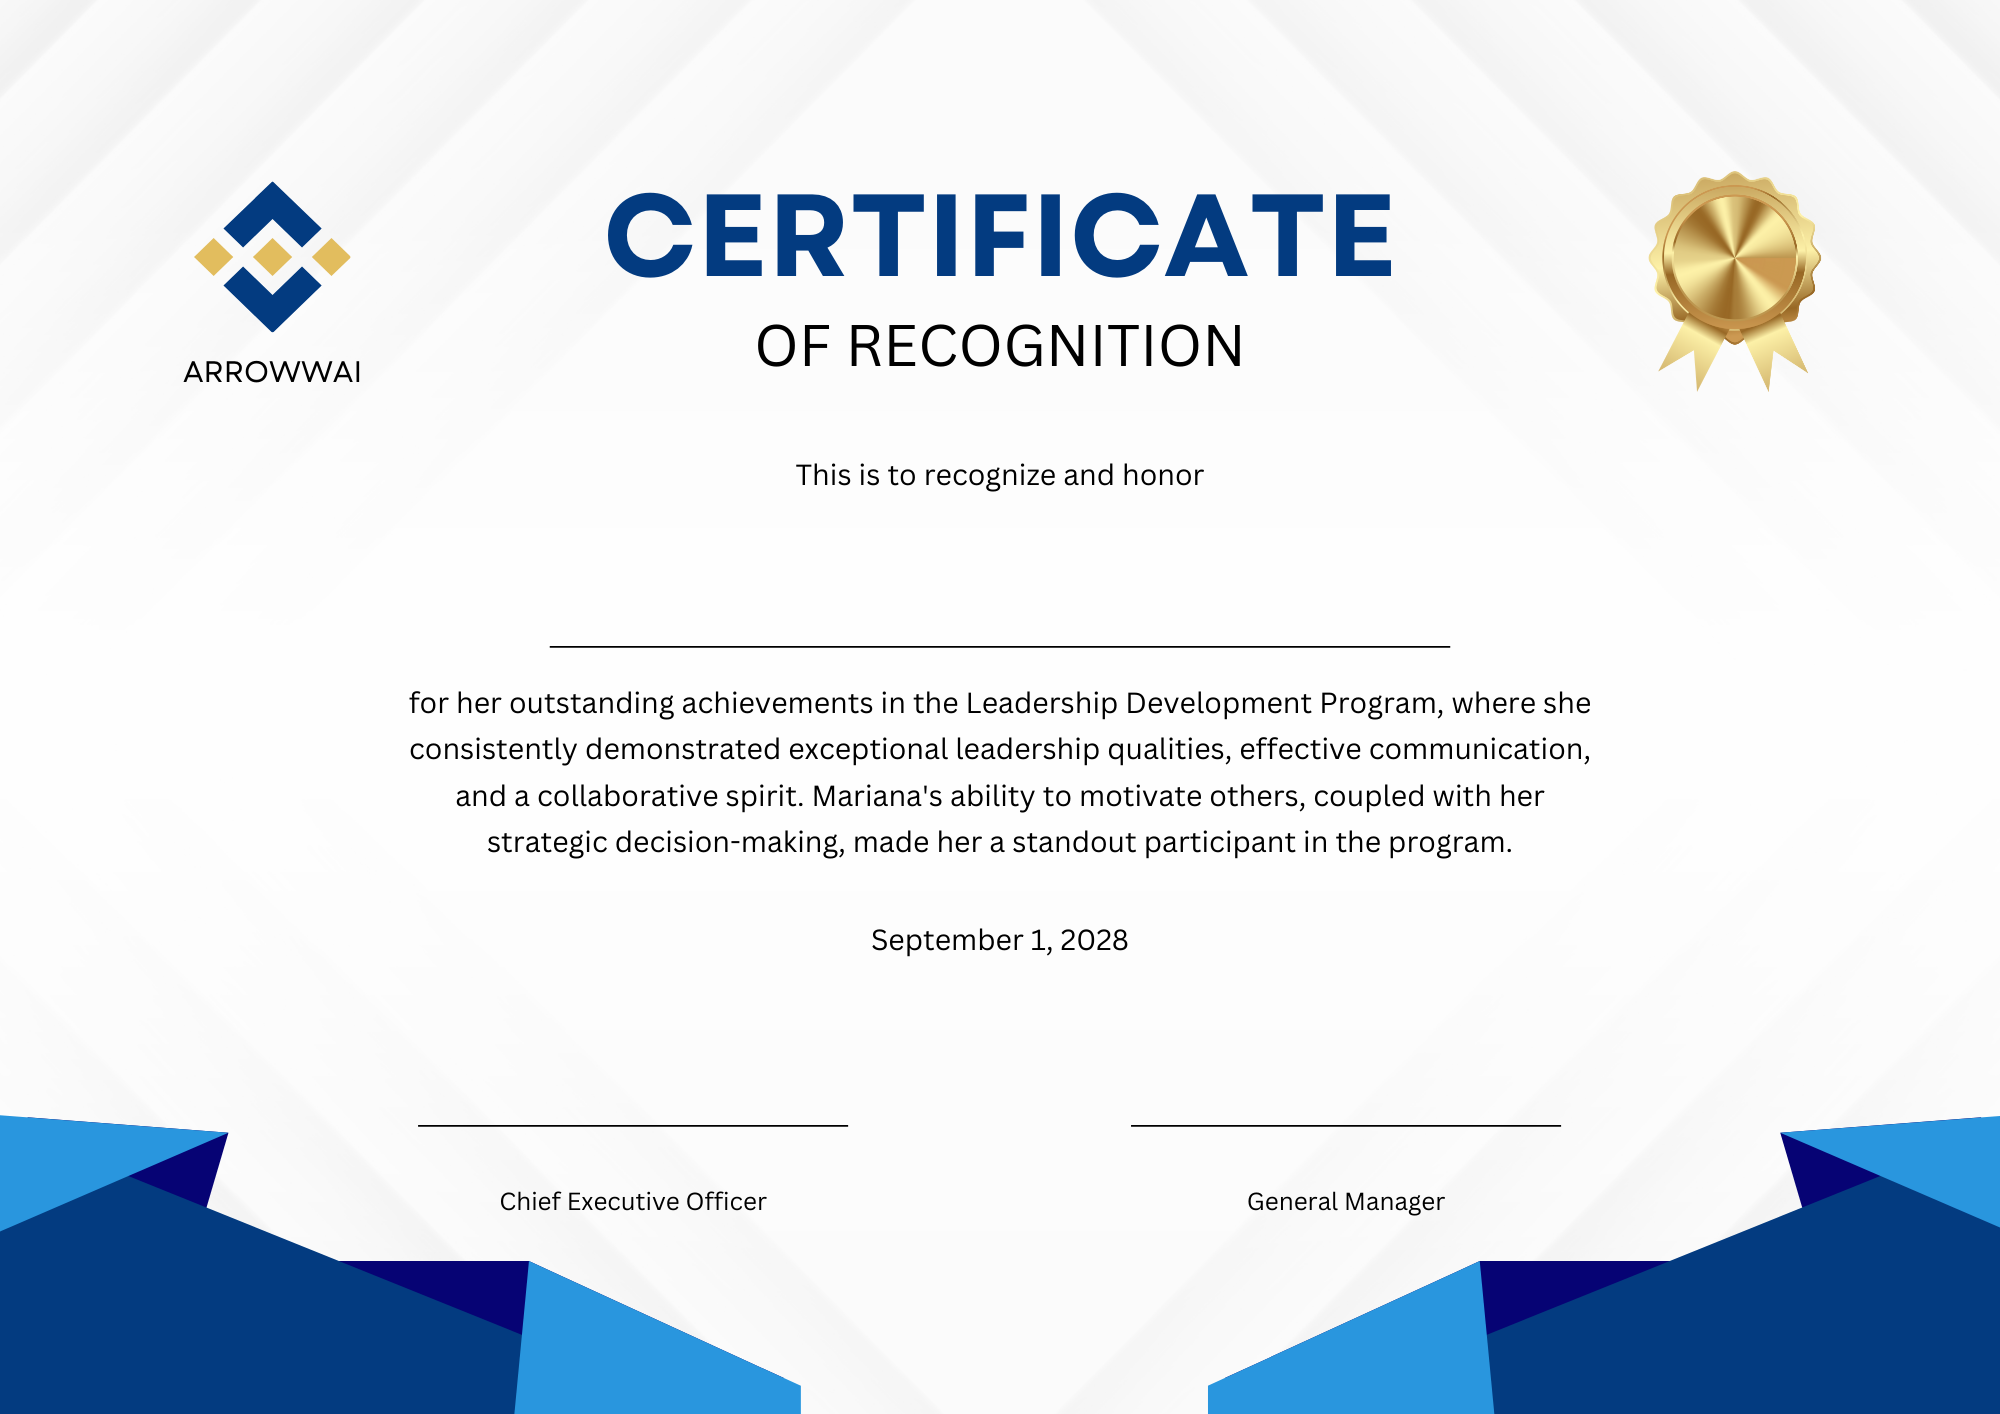 CERTIFICATE
OF RECOGNITION
ARROWWAI
This is to recognize and honor
for her outstanding achievements in the Leadership Development Program, where she
consistently demonstrated exceptional leadership qualities, effective communication,
and a collaborative spirit. Mariana's ability to motivate others, coupled with her
strategic decision-making, made her a standout participant in the program.
September 1, 2028
Chief Executive Officer
General Manager